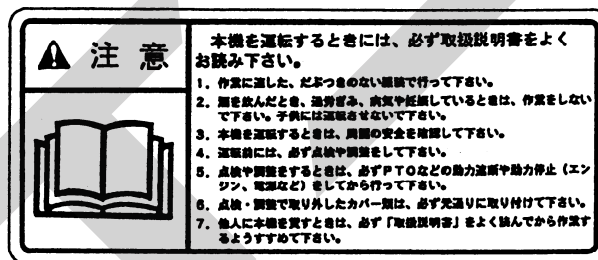 注 意
本機を運転するときには、必ず取扱説明書をよく
お読み下さい。
1. 作業に適した、だぶつきのない服装で行って下さい。
2. 酒を飲んだとき、過労ぎみ、病気や妊娠しているときは、作業をしない
で下さい。子供には運転させないで下さい。
3. 本機を運転するときは、周囲の安全を確認して下さい。
4. 運転前には、必ず点検や調整をして下さい。
5. 点検や調整をするときは、必ずPTOなどの動力遮断や動力停止（エン
ジン、電源など）をしてから行って下さい。
6. 点検・調整で取り外したカバー類は、必ず元通りに取り付けて下さい。
7. 他人に本機を貸すときは、必ず「取扱説明書」をよく読んでから作業す
るようすすめて下さい。